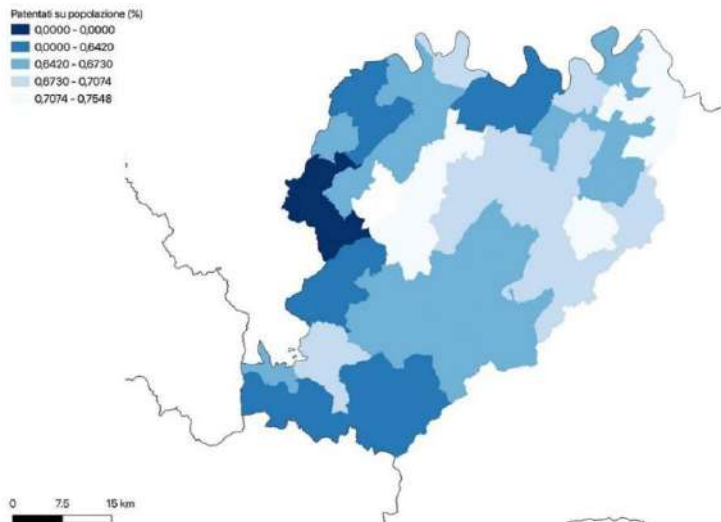 Patentati su popolazione (%)
0,0000 - 0,0000
0,0000 - 0,6420
0,6420 - 0,6730
0,6730 - 0,7074
0,7074 - 0,7548
0 7.5 15 km